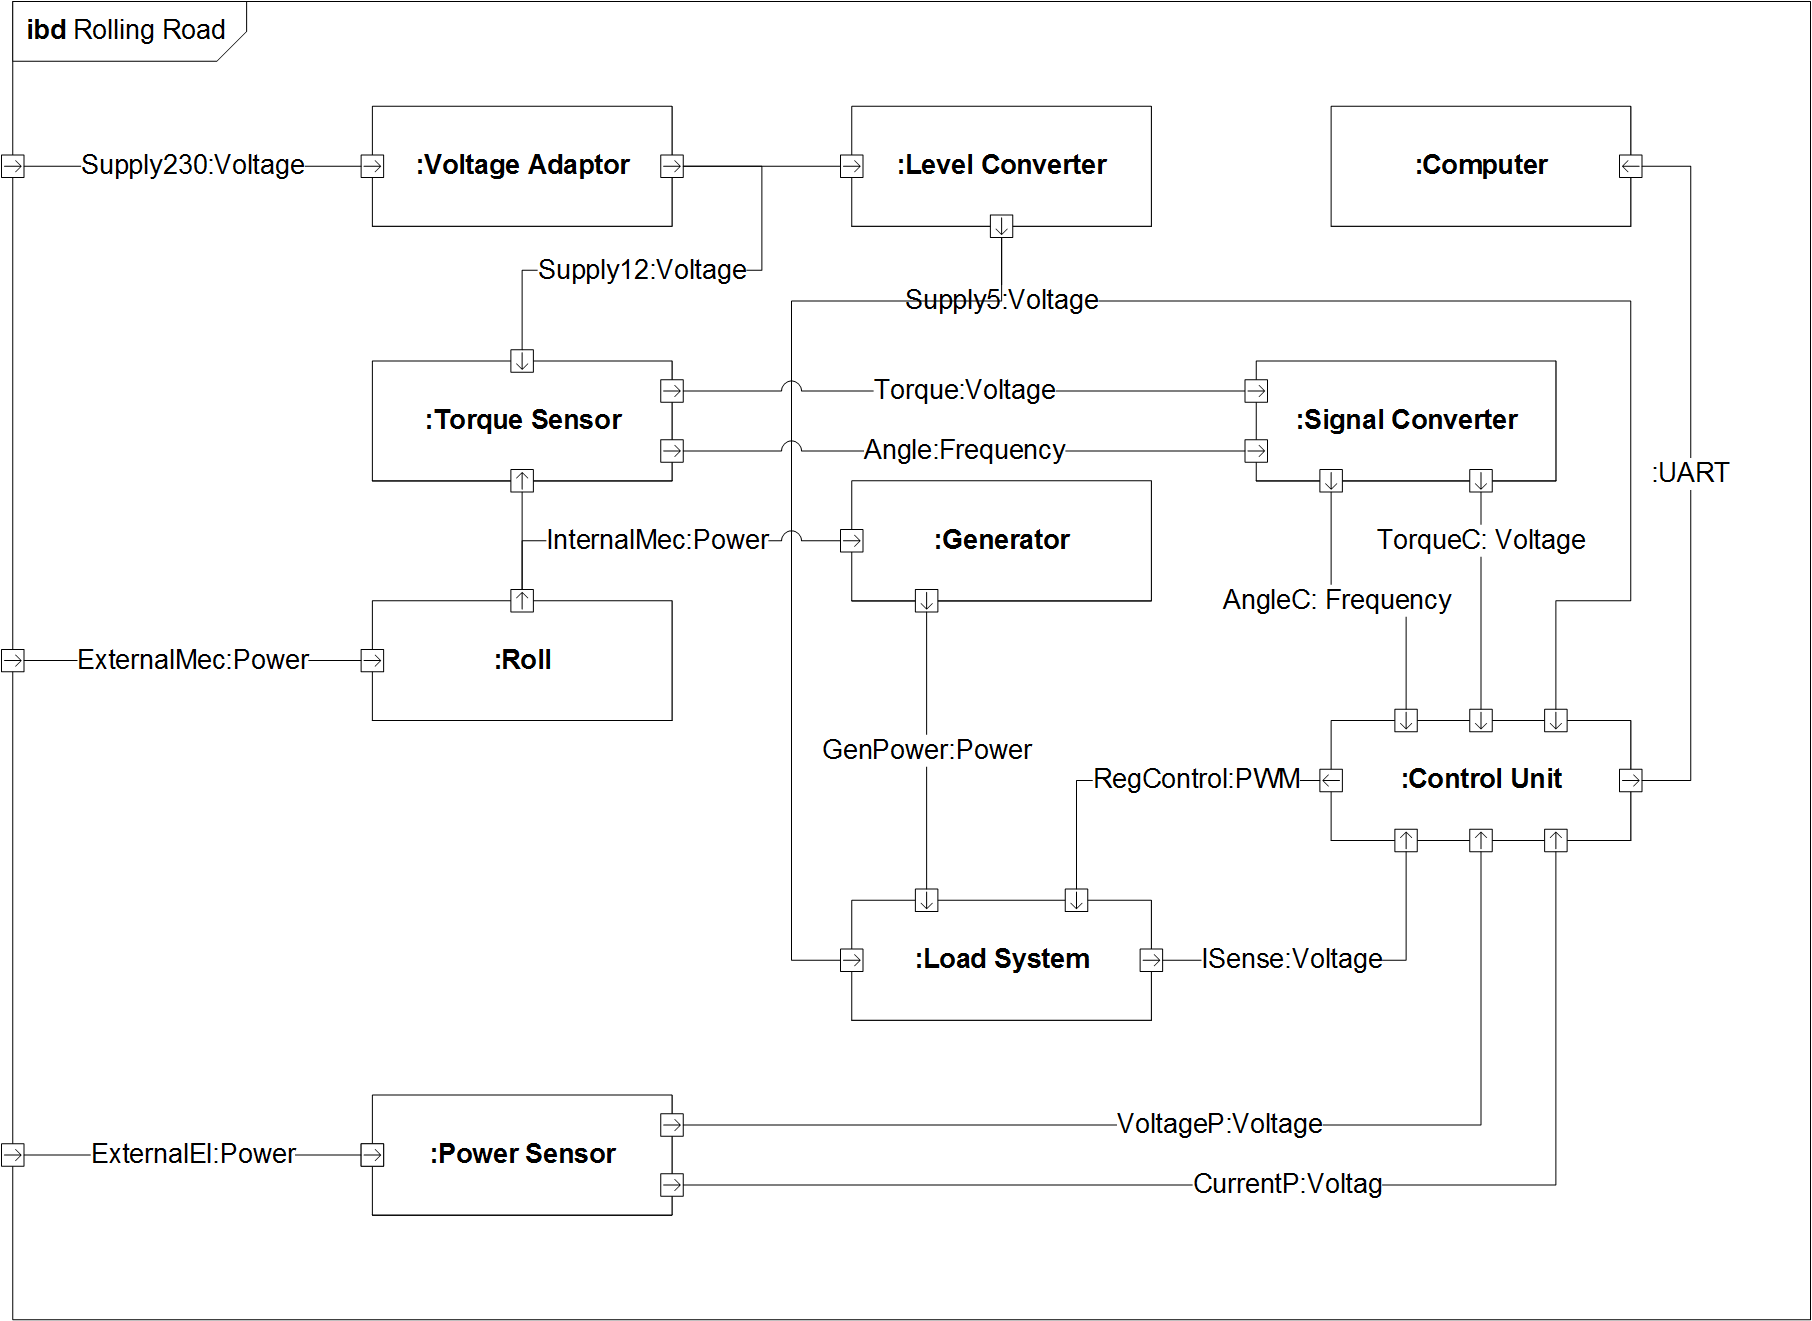 ibd Rolling Road
Supply230:Voltage
:Voltage Adaptor
:Level Converter
:Computer
Supply12:Voltage
Supply5:Voltage
:Torque Sensor
Torque:Voltage
Angle:Frequency
:Signal Converter
:UART
InternalMec:Power
:Generator
TorqueC: Voltage
AngleC: Frequency
ExternalMec:Power
:Roll
GenPower:Power
RegControl:PWM
:Control Unit
:Load System
ISense:Voltage
VoltageP:Voltage
ExternalEl:Power
:Power Sensor
CurrentP:Voltag